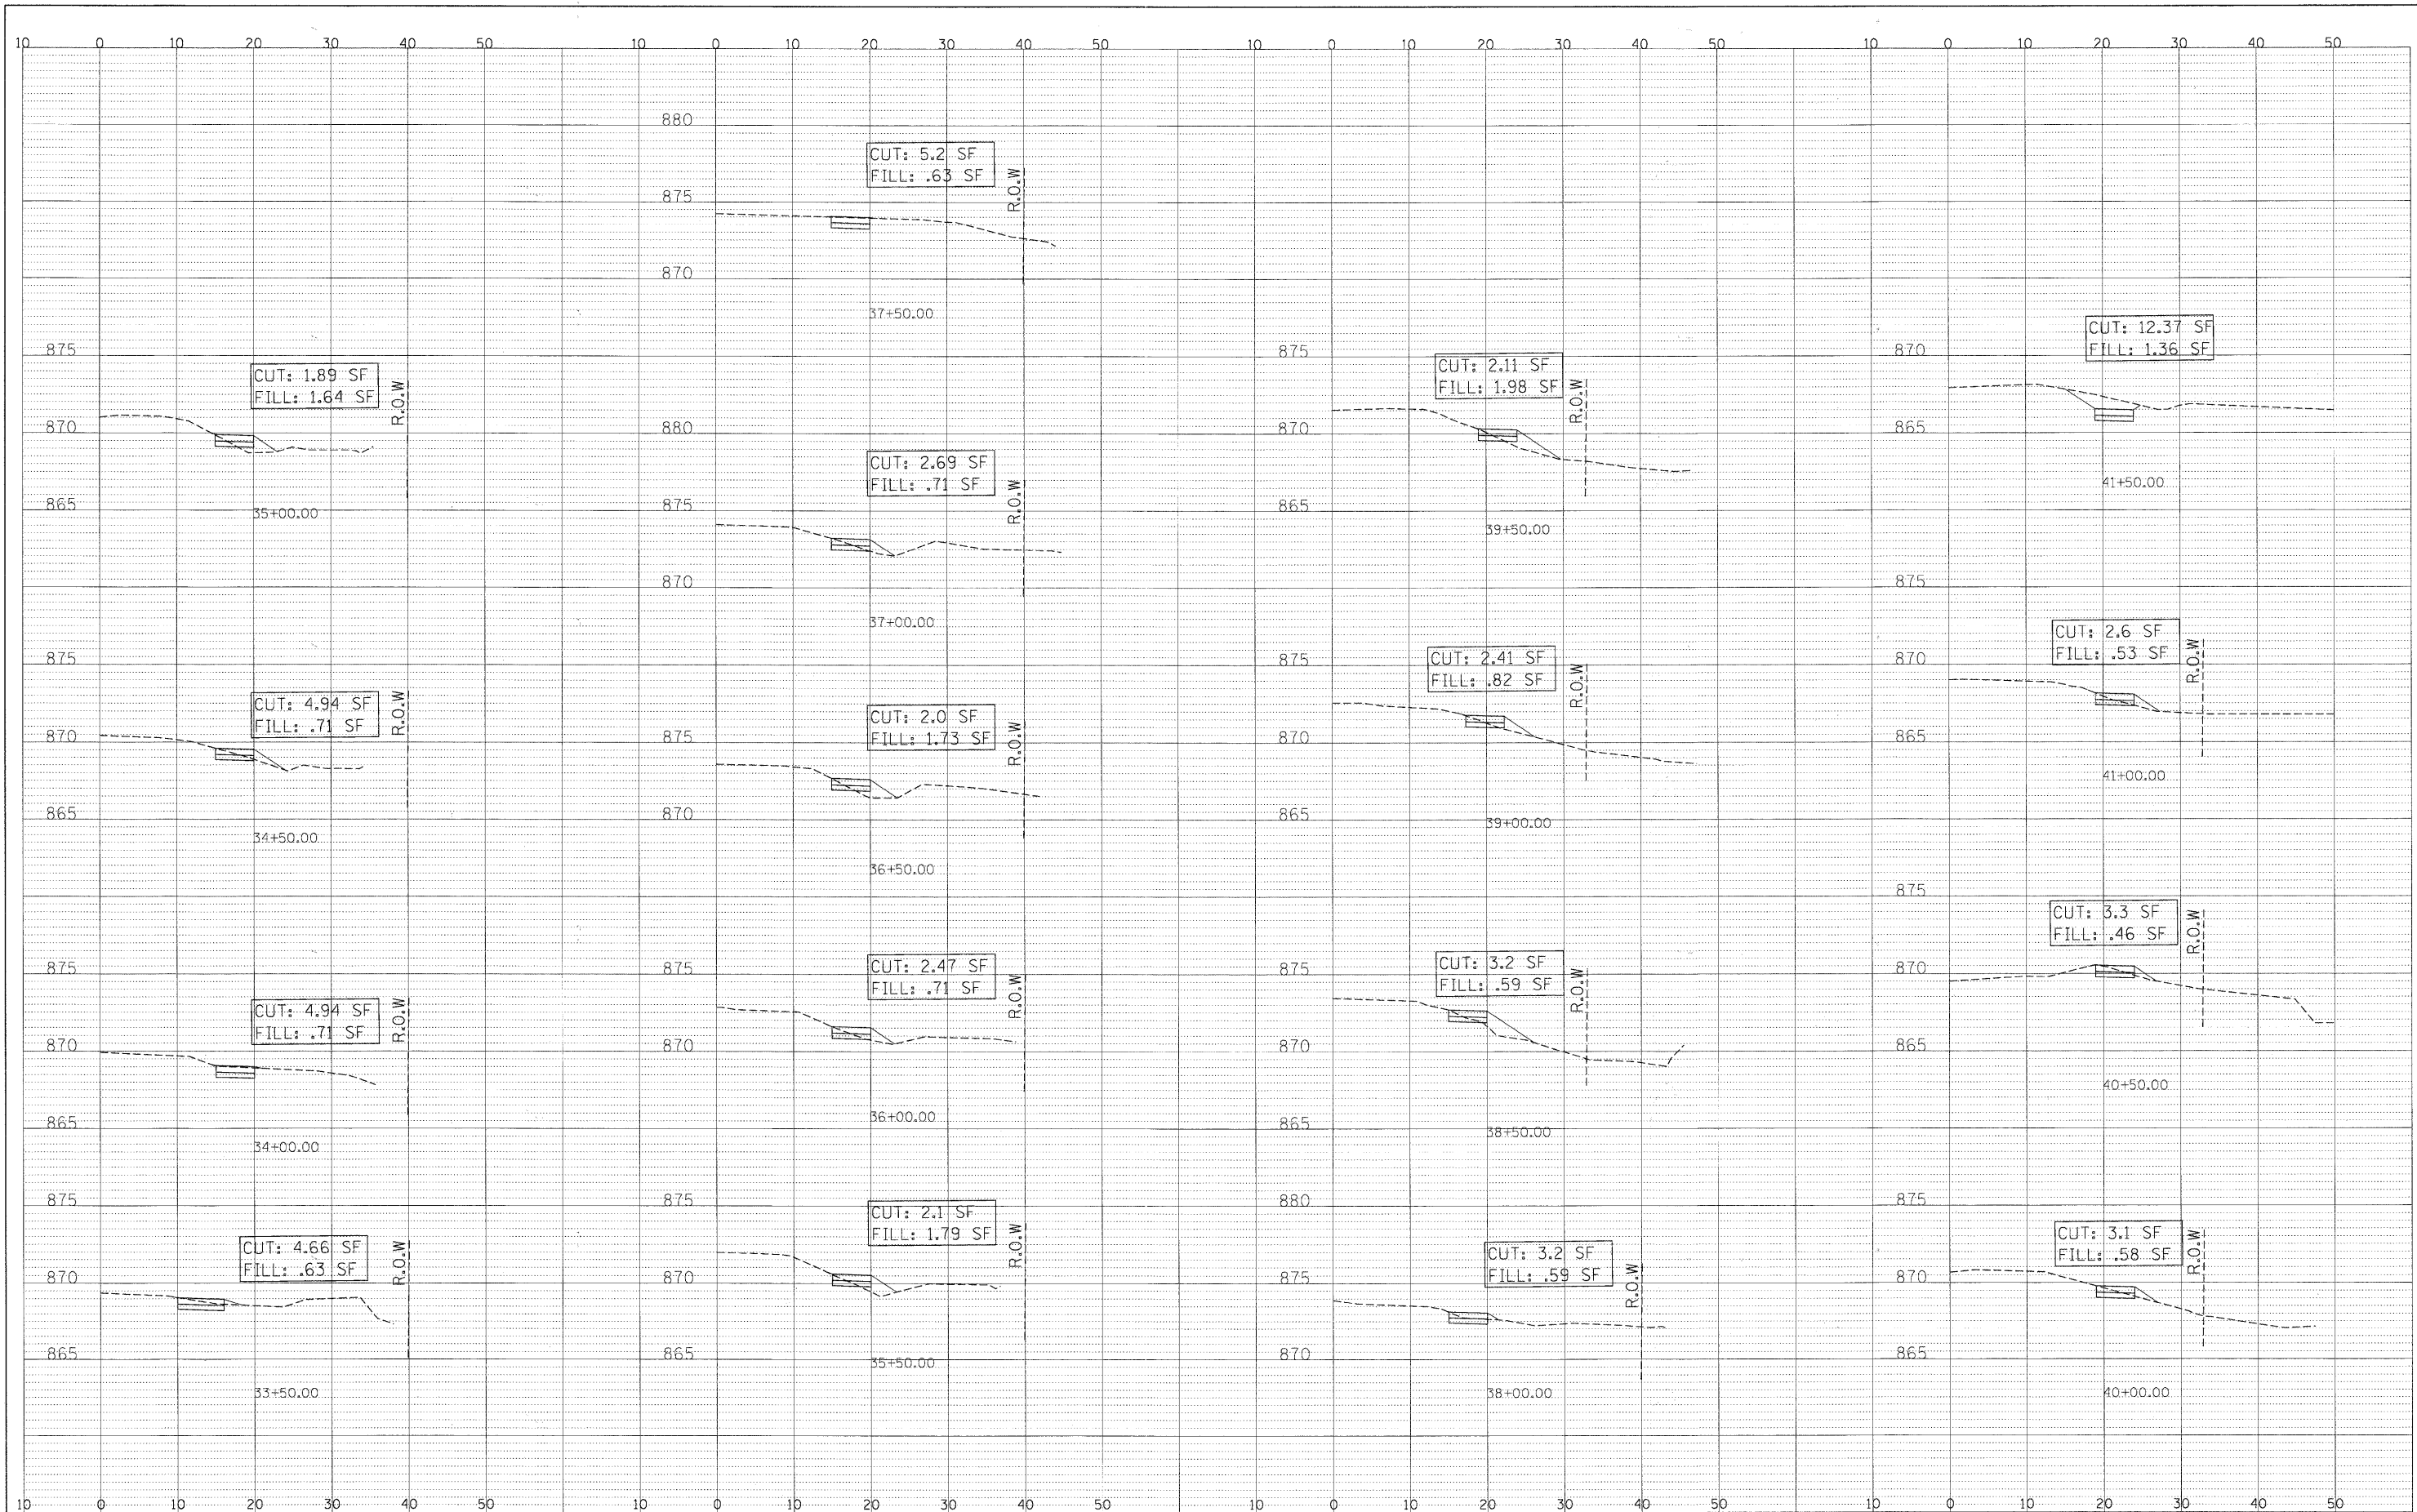 10 0 10 20 30 40 50 0 10 20 30 40 50 0 10 20 30 40 50 0 10 20 30 40 50
875
CUT: 1.89 SF
FILL: 1.64 SF
R.O.W
870
865
35+00.00
875
CUT: 4.94 SF
FILL: .71 SF
R.O.W
870
865
34+50.00
875
CUT: 4.94 SF
FILL: .71 SF
R.O.W
870
865
34+00.00
875
CUT: 4.66 SF
FILL: .63 SF
R.O.W
870
865
33+50.00
880
CUT: 5.2 SF
FILL: .63 SF
R.O.W
875
870
37+50.00
880
CUT: 2.69 SF
FILL: .71 SF
R.O.W
875
870
37+00.00
CUT: 2.0 SF
FILL: 1.73 SF
R.O.W
875
870
36+50.00
875
CUT: 2.47 SF
FILL: .71 SF
R.O.W
870
865
36+00.00
875
CUT: 2.1 SF
FILL: 1.79 SF
R.O.W
870
865
35+50.00
875
CUT: 2.11 SF
FILL: 1.98 SF
R.O.W
870
865
39+50.00
875
CUT: 2.41 SF
FILL: .82 SF
R.O.W
870
865
39+00.00
875
CUT: 3.2 SF
FILL: .59 SF
R.O.W
870
865
38+50.00
880
CUT: 3.2 SF
FILL: .59 SF
R.O.W
875
870
38+00.00
CUT: 12.37 SF
FILL: 1.36 SF
870
865
41+50.00
875
CUT: 2.6 SF
FILL: .53 SF
R.O.W
870
865
41+00.00
875
CUT: 3.3 SF
FILL: .46 SF
R.O.W
870
865
40+50.00
875
CUT: 3.1 SF
FILL: .58 SF
R.O.W
870
865
40+00.00
10 0 10 20 30 40 50 0 10 20 30 40 50 0 10 20 30 40 50 0 10 20 30 40 50